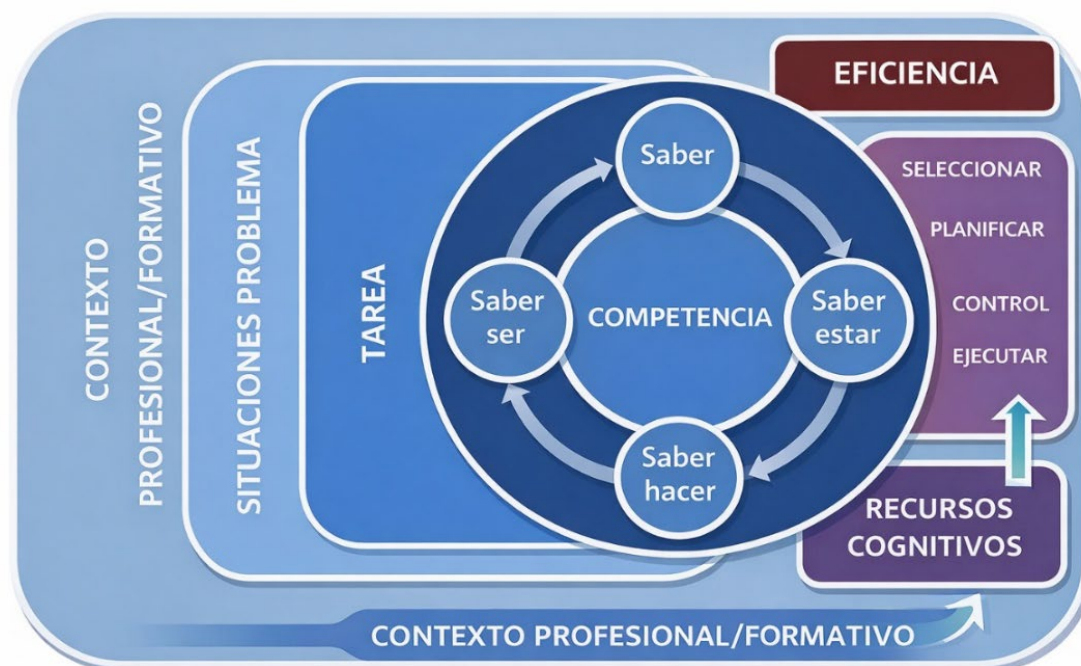 CONTEXTO
PROFESIONAL/FORMATIVO
SITUACIONES PROBLEMA
TAREA
Saber
Saber
ser
COMPETENCIA
Saber
estar
Saber
hacer
EFICIENCIA
SELECCIONAR
PLANIFICAR
CONTROL
EJECUTAR
RECURSOS
COGNITIVOS
CONTEXTO PROFESIONAL/FORMATIVO